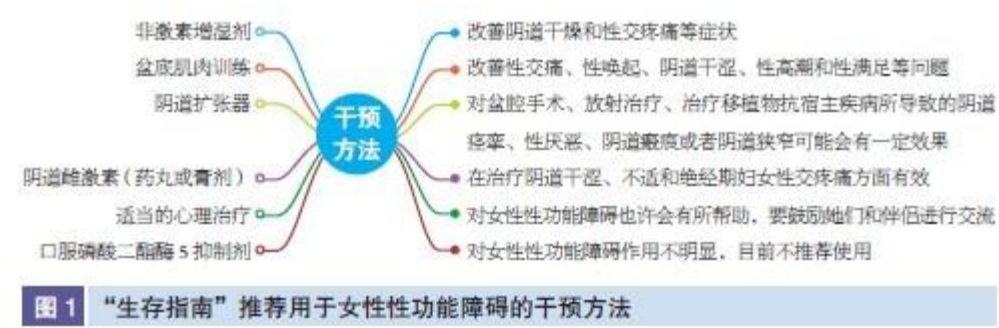 非激素增湿剂
改善阴道干燥和性交疼痛等症状
盆底肌肉训练
改善性交痛、性唤起、阴道干涩、性高潮和性满足等问题
阴道扩张器
对盆腔手术、放射治疗、治疗移植物抗宿主疾病所导致的阴道
痉挛、性厌恶、阴道瘢痕或者阴道狭窄可能会有一定效果
干预
方法
阴道雌激素（药丸或膏剂）
在治疗阴道干涩、不适和绝经期妇女性交疼痛方面有效
适当的心理治疗
对女性性功能障碍也许会有所帮助，要鼓励她们和伴侣进行交流
口服磷酸二酯酶 5 抑制剂
对女性性功能障碍作用不明显，目前不推荐使用
图 1 “生存指南”推荐用于女性性功能障碍的干预方法